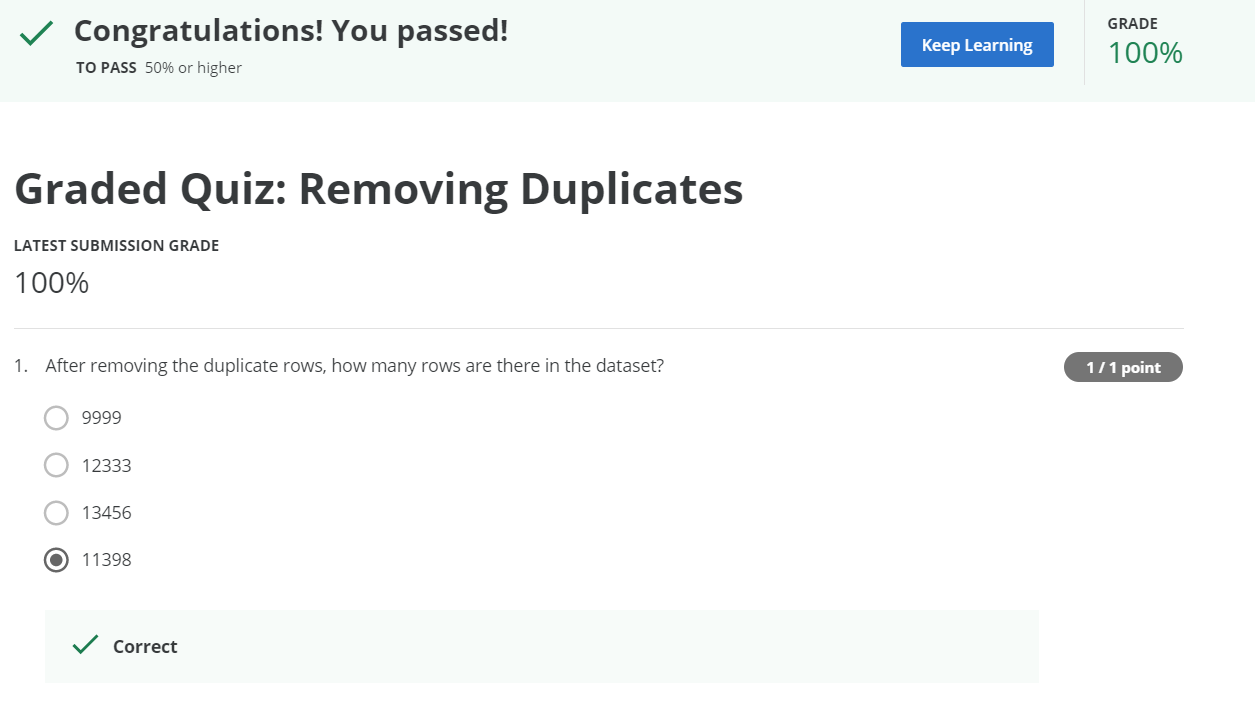 Congratulations! You passed!
TO PASS 50% or higher
Keep Learning
GRADE
100%
Graded Quiz: Removing Duplicates
LATEST SUBMISSION GRADE
100%
1. After removing the duplicate rows, how many rows are there in the dataset?
1 / 1 point
9999
12333
13456
11398
Correct